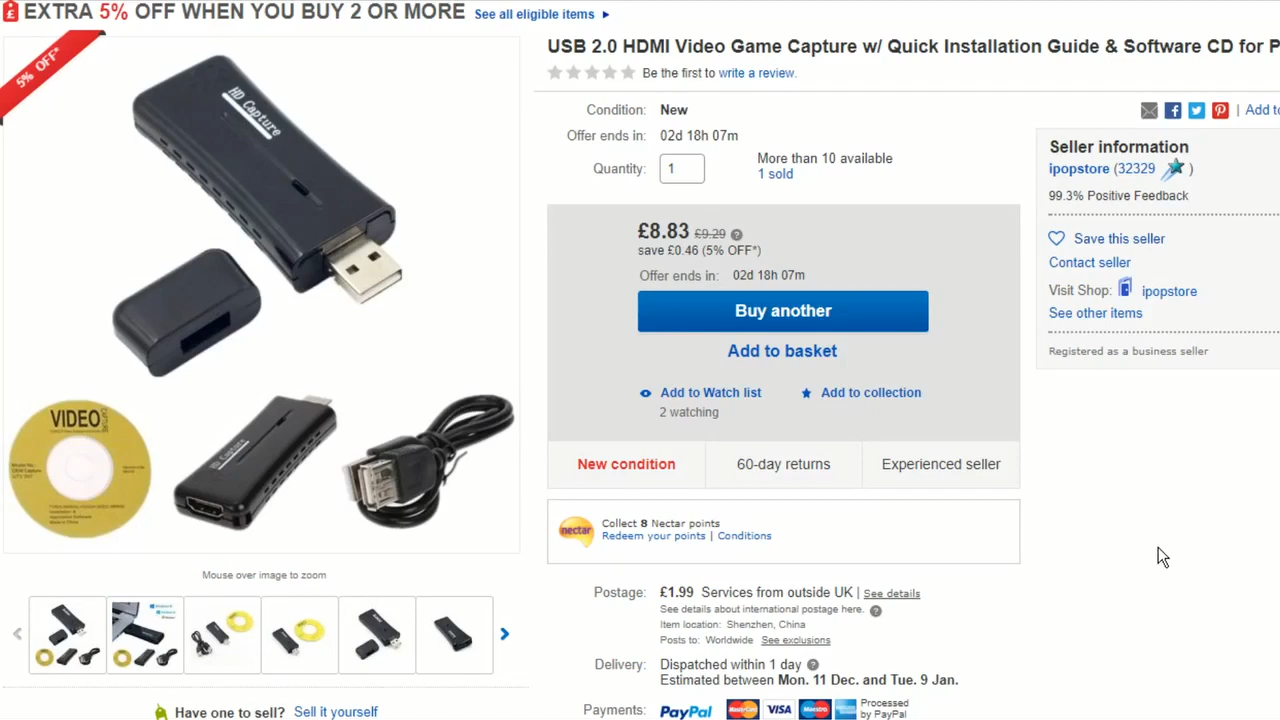 EXTRA 5% OFF WHEN YOU BUY 2 OR MORE See all eligible items
5% OFF*
HD Capture
VIDEO
CAPTURE
HD Capture
Mouse over image to zoom
Have one to sell? Sell it yourself
USB 2.0 HDMI Video Game Capture w/ Quick Installation Guide & Software CD for P
Be the first to write a review.
Condition: New
Offer ends in: 02d 18h 07m
Quantity: 1
More than 10 available
1 sold
£8.83 £9.29
save £0.46 (5% OFF*)
Offer ends in: 02d 18h 07m
Buy another
Add to basket
Add to Watch list
Add to collection
2 watching
New condition
60-day returns
Experienced seller
nectar
Collect 8 Nectar points
Redeem your points | Conditions
Postage: £1.99 Services from outside UK | See details
See details about international postage here.
Item location: Shenzhen, China
Posts to: Worldwide See exclusions
Delivery: Dispatched within 1 day
Estimated between Mon. 11 Dec. and Tue. 9 Jan.
Payments: PayPal MasterCard VISA Maestro Processed by PayPal
| Add to
Seller information
ipopstore (32329 )
99.3% Positive Feedback
Save this seller
Contact seller
Visit Shop: ipopstore
See other items
Registered as a business seller